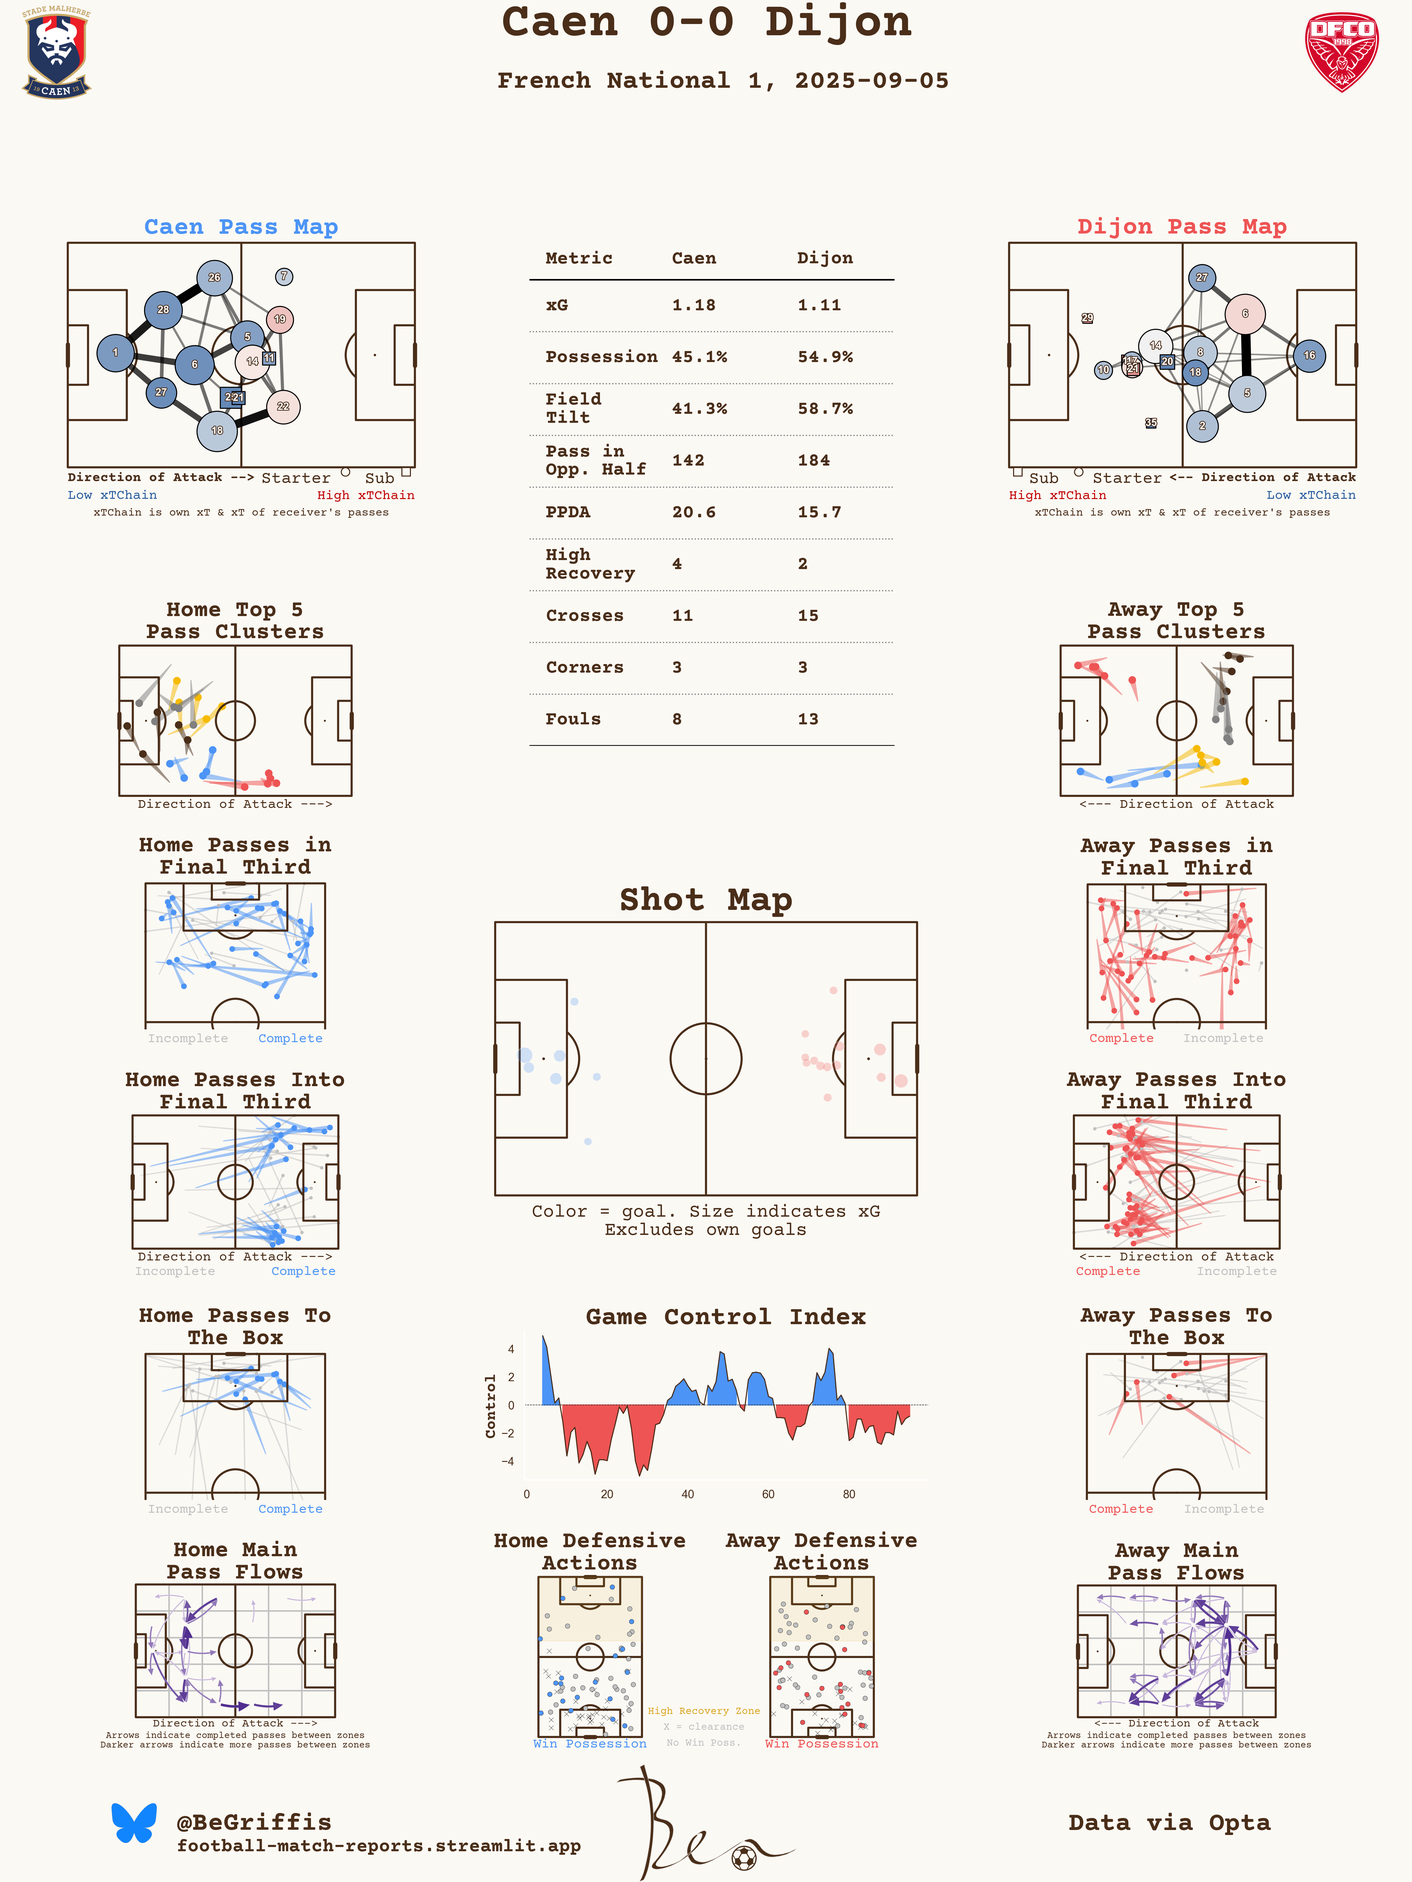 Caen 0-0 Dijon
French National 1, 2025-09-05
STADE MALHERBE
19 CAEN 13
DFCO
1998
Caen Pass Map
26
7
28
19
5
1
14
11
6
27
21
22
18
Direction of Attack --> Starter Sub
Low xTChain High xTChain
xTChain is own xT & xT of receiver's passes
Metric Caen Dijon
xG 1.18 1.11
Possession 45.1% 54.9%
Field
Tilt 41.3% 58.7%
Pass in
Opp. Half 142 184
PPDA 20.6 15.7
High
Recovery 4 2
Crosses 11 15
Corners 3 3
Fouls 8 13
Dijon Pass Map
27
6
29
14
8
16
20
10
21
18
5
35
2
Sub Starter <-- Direction of Attack
High xTChain Low xTChain
xTChain is own xT & xT of receiver's passes
Home Top 5
Pass Clusters
Direction of Attack --->
Away Top 5
Pass Clusters
<--- Direction of Attack
Home Passes in
Final Third
Incomplete Complete
Away Passes in
Final Third
Complete Incomplete
Shot Map
Color = goal. Size indicates xG
Excludes own goals
Home Passes Into
Final Third
Direction of Attack --->
Incomplete Complete
Away Passes Into
Final Third
<--- Direction of Attack
Complete Incomplete
Home Passes To
The Box
Incomplete Complete
Game Control Index
Control
4
2
0
−2
−4
0 20 40 60 80
Away Passes To
The Box
Complete Incomplete
Home Main
Pass Flows
Direction of Attack --->
Arrows indicate completed passes between zones
Darker arrows indicate more passes between zones
Home Defensive
Actions
Win Possession
Away Defensive
Actions
Win Possession
High Recovery Zone
X = clearance
No Win Poss.
Away Main
Pass Flows
<--- Direction of Attack
Arrows indicate completed passes between zones
Darker arrows indicate more passes between zones
@BeGriffis
football-match-reports.streamlit.app
Ben
Data via Opta